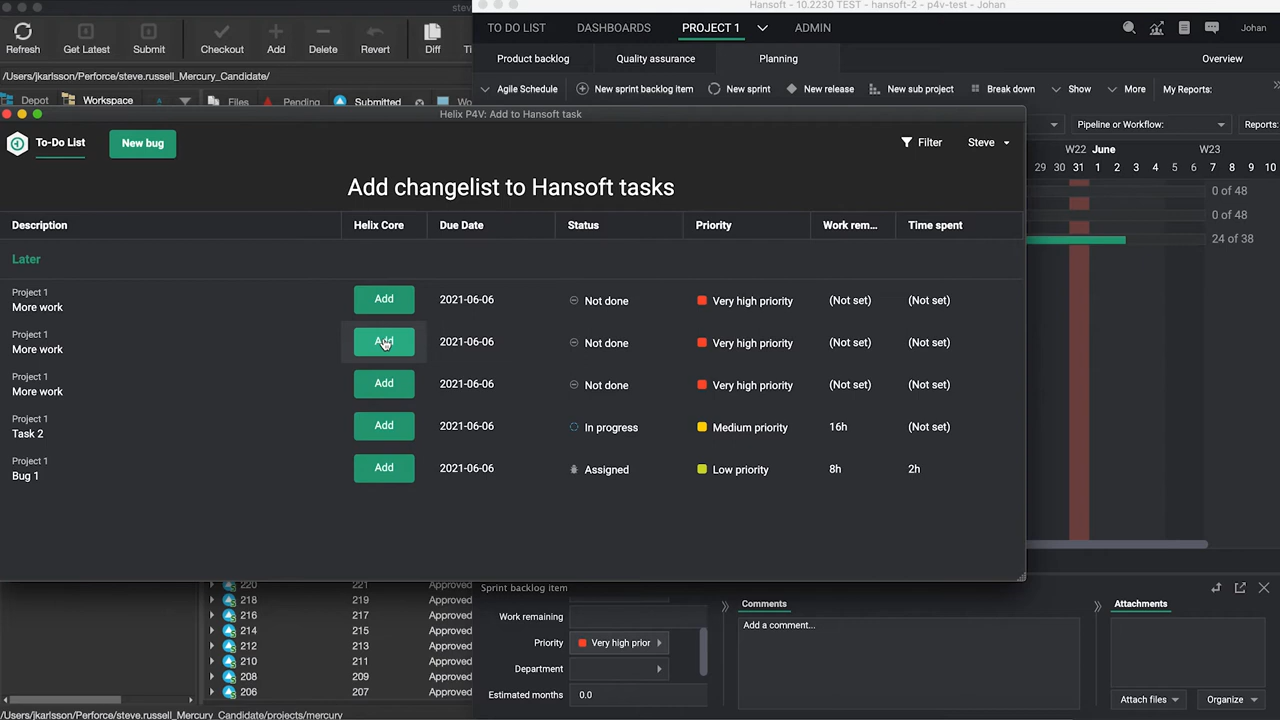 steve
Hansoft - 10.2230 TEST - hansoft-2 - p4v-test - Johan
Refresh
Get Latest
Submit
Checkout
Add
Delete
Revert
Diff
TO DO LIST
DASHBOARDS
PROJECT 1
ADMIN
Johan
Product backlog
Quality assurance
Planning
Overview
/Users/jkarlsson/Perforce/steve.russell_Mercury_Candidate/
Agile Schedule
New sprint backlog item
New sprint
New release
New sub project
Break down
Show
More
My Reports:
Depot
Workspace
Files
Pending
Submitted
Helix P4V: Add to Hansoft task
Pipeline or Workflow:
Reports:
To-Do List
New bug
Filter
Steve
W22
June
W23
29 30 31 1 2 3 4 5 6 7 8 9 10
Add changelist to Hansoft tasks
0 of 48
0 of 48
24 of 38
Description
Helix Core
Due Date
Status
Priority
Work rem...
Time spent
Later
Project 1
More work
Add
2021-06-06
Not done
Very high priority
(Not set)
(Not set)
Project 1
More work
Add
2021-06-06
Not done
Very high priority
(Not set)
(Not set)
Project 1
More work
Add
2021-06-06
Not done
Very high priority
(Not set)
(Not set)
Project 1
Task 2
Add
2021-06-06
In progress
Medium priority
16h
(Not set)
Project 1
Bug 1
Add
2021-06-06
Assigned
Low priority
8h
2h
220 221 Approved
218 219 Approved
216 217 Approved
214 215 Approved
212 213 Approved
210 211 Approved
208 209 Approved
206 207 Approved
Sprint backlog item
Work remaining
Priority
Very high prior
Department
Estimated months
0.0
Comments
Add a comment...
Attachments
Attach files
Organize
/Users/jkarlsson/Perforce/steve.russell_Mercury_Candidate/projects/mercury